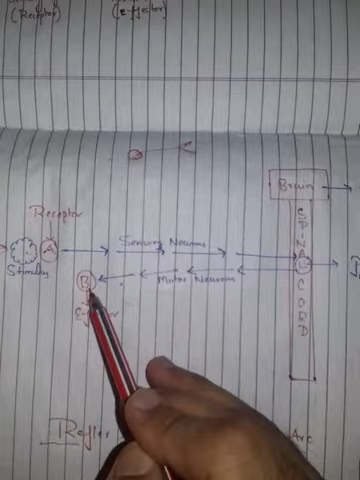 (Receptor)
(effector)
Brain
Receptor
A
Sensory Neurons
Stimulus
SPINAL CORD
B
Motor Neurons
Reflex Arc